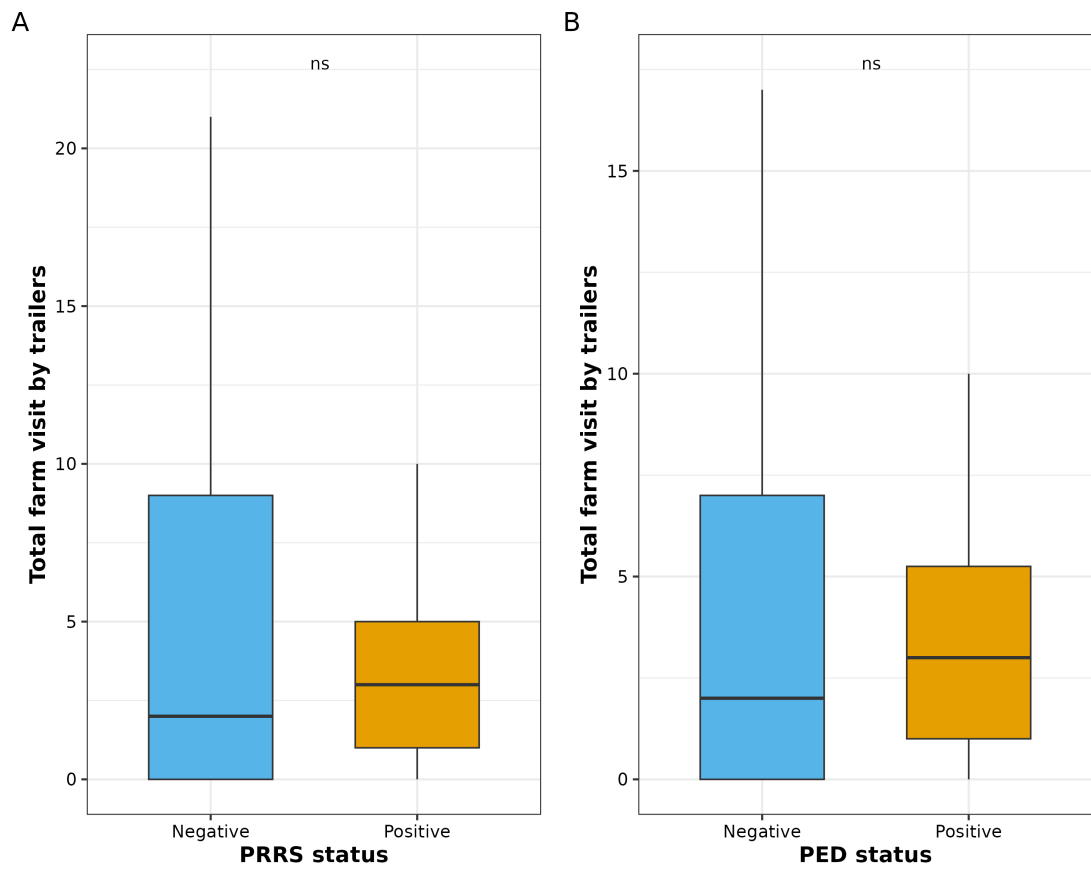 A
ns
Total farm visit by trailers
20
15
10
5
0
Negative
Positive
PRRS status
B
ns
Total farm visit by trailers
15
10
5
0
Negative
Positive
PED status